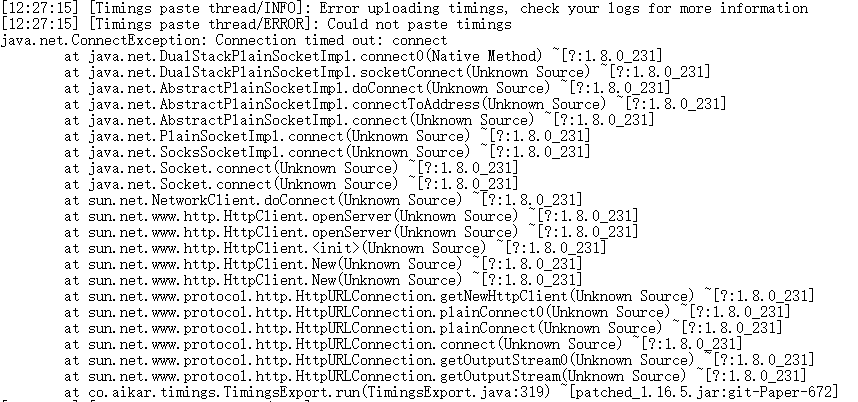 [12:27:15] [Timings paste thread/INFO]: Error uploading timings, check your logs for more information
[12:27:15] [Timings paste thread/ERROR]: Could not paste timings
java.net.ConnectException: Connection timed out: connect
at java.net.DualStackPlainSocketImpl.connect0(Native Method) ~[?:1.8.0_231]
at java.net.DualStackPlainSocketImpl.socketConnect(Unknown Source) ~[?:1.8.0_231]
at java.net.AbstractPlainSocketImpl.doConnect(Unknown Source) ~[?:1.8.0_231]
at java.net.AbstractPlainSocketImpl.connectToAddress(Unknown Source) ~[?:1.8.0_231]
at java.net.AbstractPlainSocketImpl.connect(Unknown Source) ~[?:1.8.0_231]
at java.net.PlainSocketImpl.connect(Unknown Source) ~[?:1.8.0_231]
at java.net.SocksSocketImpl.connect(Unknown Source) ~[?:1.8.0_231]
at java.net.Socket.connect(Unknown Source) ~[?:1.8.0_231]
at java.net.Socket.connect(Unknown Source) ~[?:1.8.0_231]
at sun.net.NetworkClient.doConnect(Unknown Source) ~[?:1.8.0_231]
at sun.net.www.http.HttpClient.openServer(Unknown Source) ~[?:1.8.0_231]
at sun.net.www.http.HttpClient.openServer(Unknown Source) ~[?:1.8.0_231]
at sun.net.www.http.HttpClient.<init>(Unknown Source) ~[?:1.8.0_231]
at sun.net.www.http.HttpClient.New(Unknown Source) ~[?:1.8.0_231]
at sun.net.www.http.HttpClient.New(Unknown Source) ~[?:1.8.0_231]
at sun.net.www.protocol.http.HttpURLConnection.getNewHttpClient(Unknown Source) ~[?:1.8.0_231]
at sun.net.www.protocol.http.HttpURLConnection.plainConnect0(Unknown Source) ~[?:1.8.0_231]
at sun.net.www.protocol.http.HttpURLConnection.plainConnect(Unknown Source) ~[?:1.8.0_231]
at sun.net.www.protocol.http.HttpURLConnection.connect(Unknown Source) ~[?:1.8.0_231]
at sun.net.www.protocol.http.HttpURLConnection.getOutputStream0(Unknown Source) ~[?:1.8.0_231]
at sun.net.www.protocol.http.HttpURLConnection.getOutputStream(Unknown Source) ~[?:1.8.0_231]
at co.aikar.timings.TimingsExport.run(TimingsExport.java:319) ~[patched_1.16.5.jar:git-Paper-672]